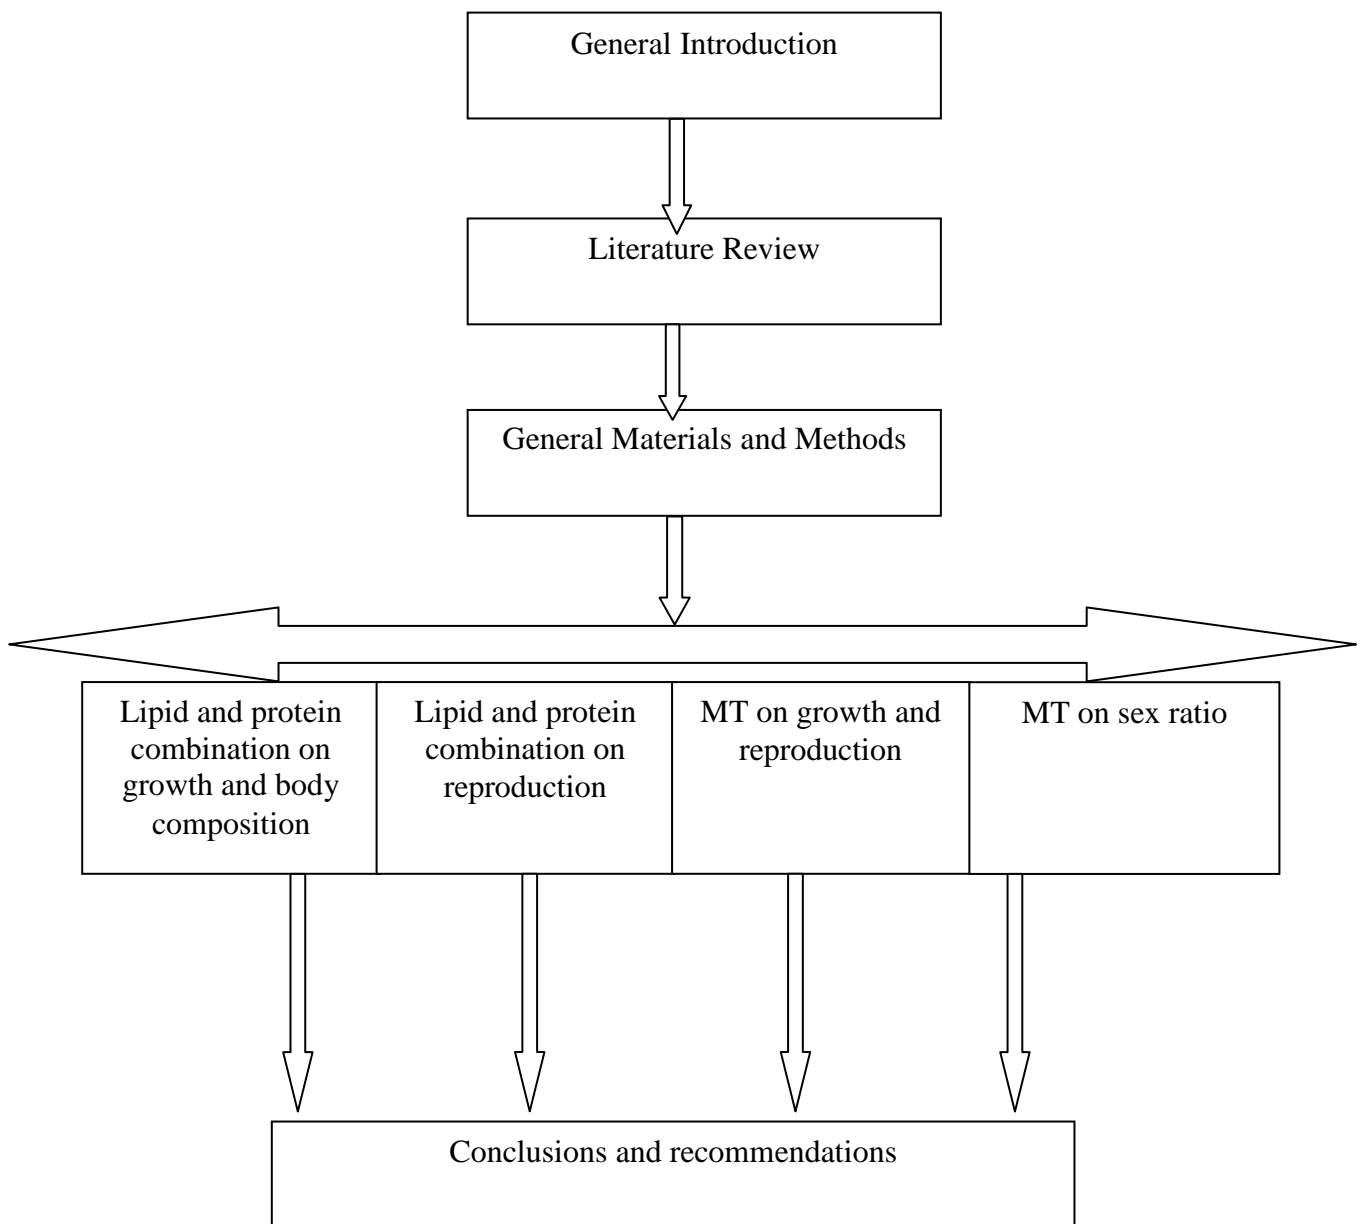 General Introduction
Literature Review
General Materials and Methods
Lipid and protein
combination on
growth and body
composition
Lipid and protein
combination on
reproduction
MT on growth and
reproduction
MT on sex ratio
Conclusions and recommendations